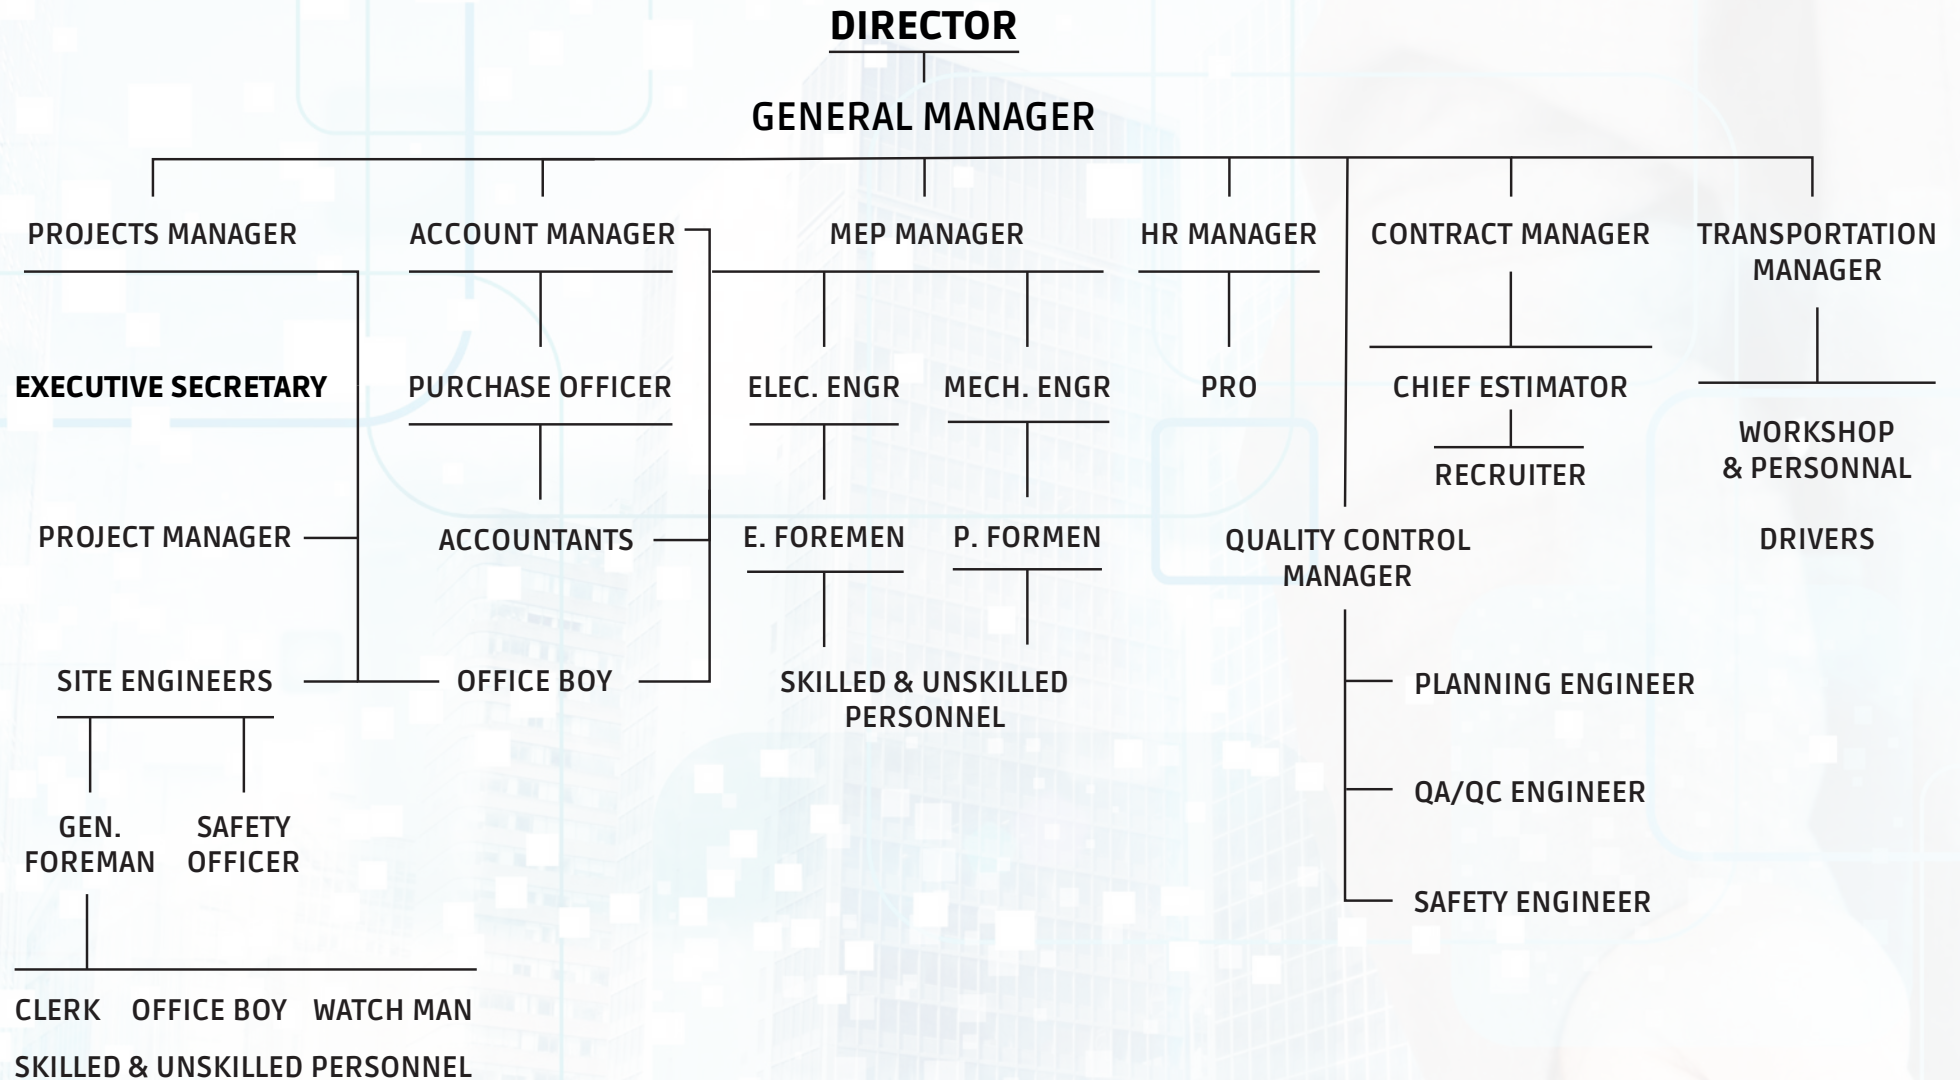 DIRECTOR
GENERAL MANAGER
PROJECTS MANAGER
ACCOUNT MANAGER
MEP MANAGER
HR MANAGER
CONTRACT MANAGER
TRANSPORTATION
MANAGER
EXECUTIVE SECRETARY
PURCHASE OFFICER
ELEC. ENGR
MECH. ENGR
PRO
CHIEF ESTIMATOR
WORKSHOP
& PERSONNAL
RECRUITER
PROJECT MANAGER
ACCOUNTANTS
E. FOREMEN
P. FORMEN
QUALITY CONTROL
MANAGER
DRIVERS
SITE ENGINEERS
OFFICE BOY
SKILLED & UNSKILLED
PERSONNEL
PLANNING ENGINEER
QA/QC ENGINEER
GEN.
FOREMAN
SAFETY
OFFICER
SAFETY ENGINEER
CLERK
OFFICE BOY
WATCH MAN
SKILLED & UNSKILLED PERSONNEL